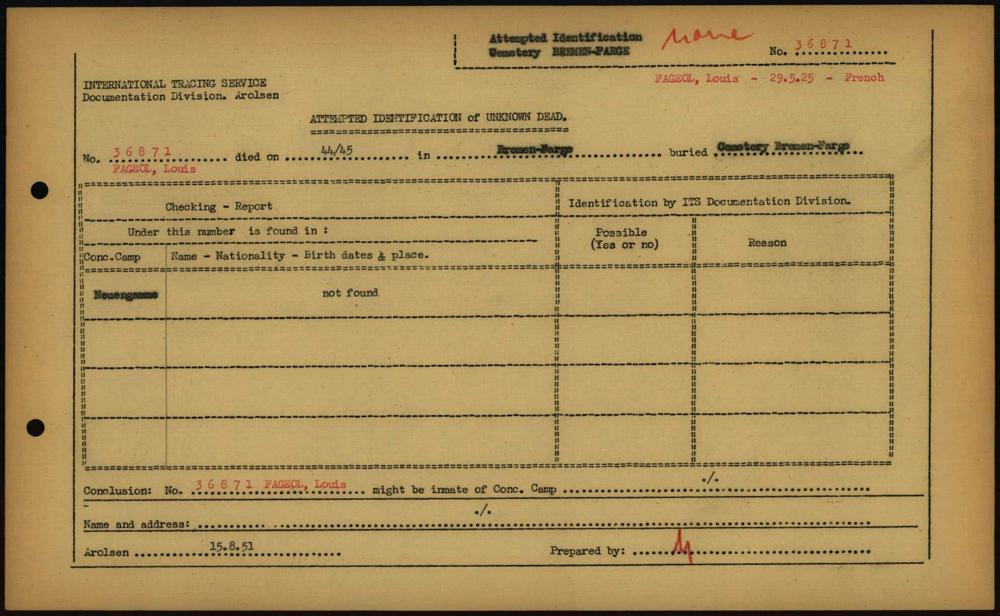 Attempted Identification
Cemetery BREMEN-FARGE
None
No. 36871
FAGEOL, Louis - 29.5.25 - French
INTERNATIONAL TRACING SERVICE
Documentation Division. Arolsen
ATTEMPTED IDENTIFICATION of UNKNOWN DEAD.
No. 36871 died on 44/45 in Bremen-Farge buried Cemetery Bremen-Farge
FAGEOL, Louis
Checking - Report
Identification by ITS Documentation Division.
Under this number is found in :
Possible
(Yes or no)
Reason
Conc.Camp
Name - Nationality - Birth dates & place.
Neuengamme
not found
Conclusion: No. 36871 FAGEOL, Louis might be inmate of Conc. Camp ./.
Name and address: ./.
Arolsen 15.8.51 Prepared by: